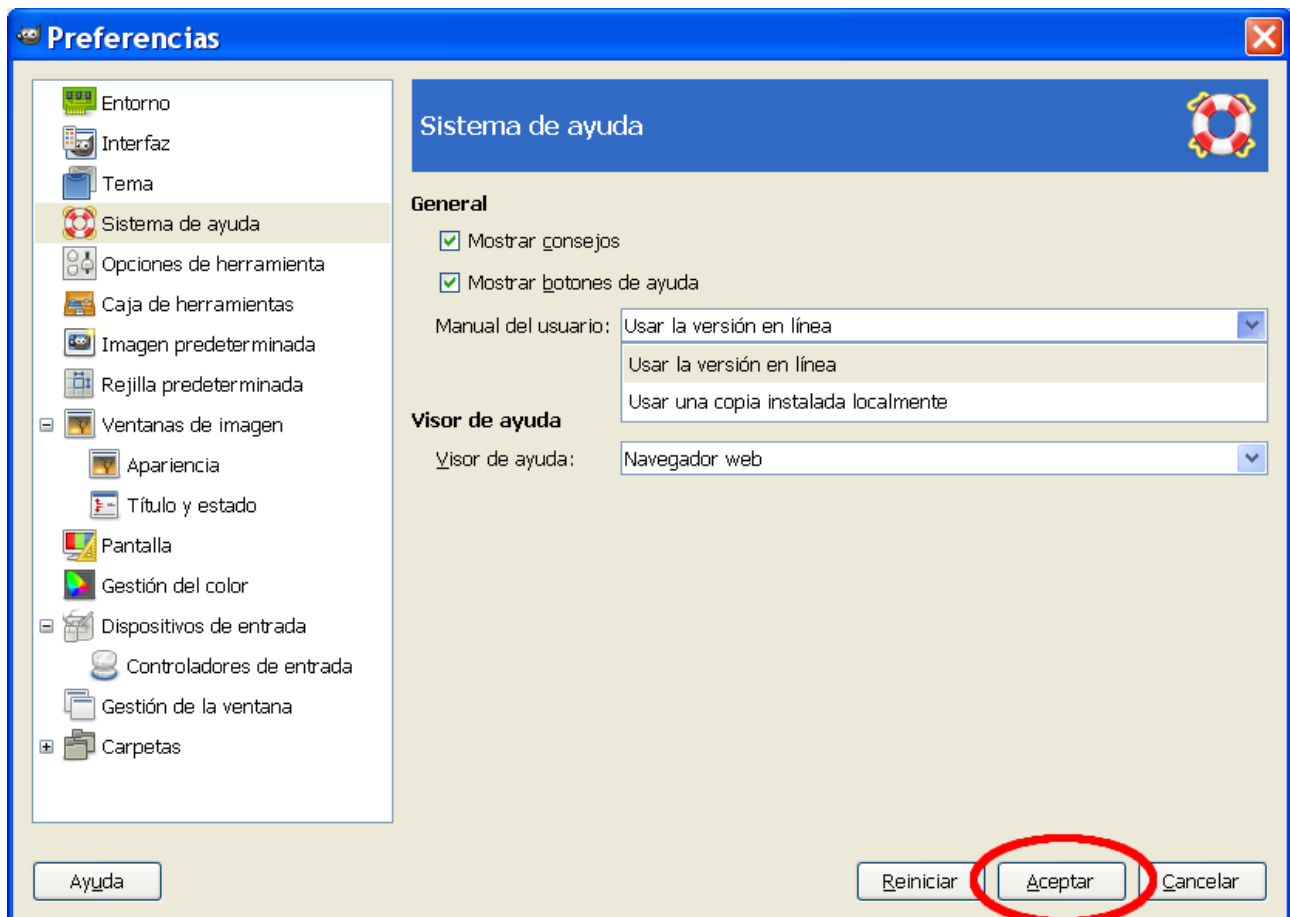 Preferencias
Entorno
Interfaz
Tema
Sistema de ayuda
Opciones de herramienta
Caja de herramientas
Imagen predeterminada
Rejilla predeterminada
Ventanas de imagen
Apariencia
Título y estado
Pantalla
Gestión del color
Dispositivos de entrada
Controladores de entrada
Gestión de la ventana
Carpetas
Sistema de ayuda
General
Mostrar consejos
Mostrar botones de ayuda
Manual del usuario: Usar la versión en línea
Usar la versión en línea
Usar una copia instalada localmente
Visor de ayuda
Visor de ayuda: Navegador web
Ayuda Reiniciar Aceptar Cancelar